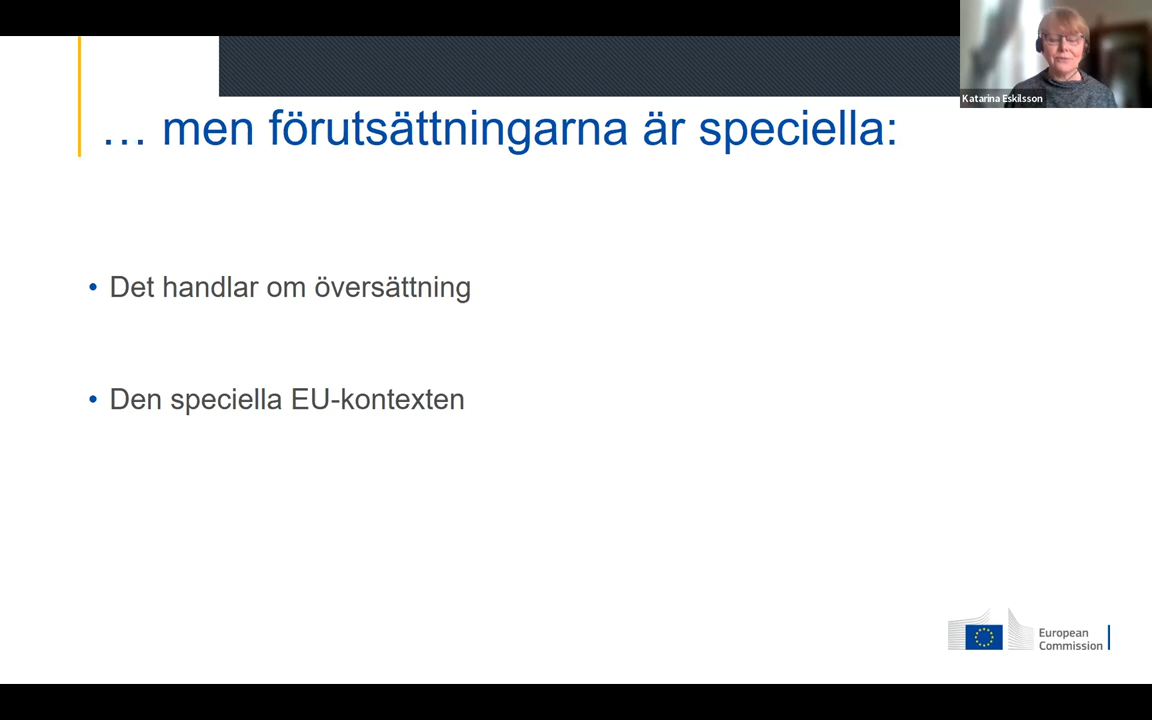 Katarina Eskilsson
… men förutsättningarna är speciella:
• Det handlar om översättning
• Den speciella EU-kontexten
European
Commission